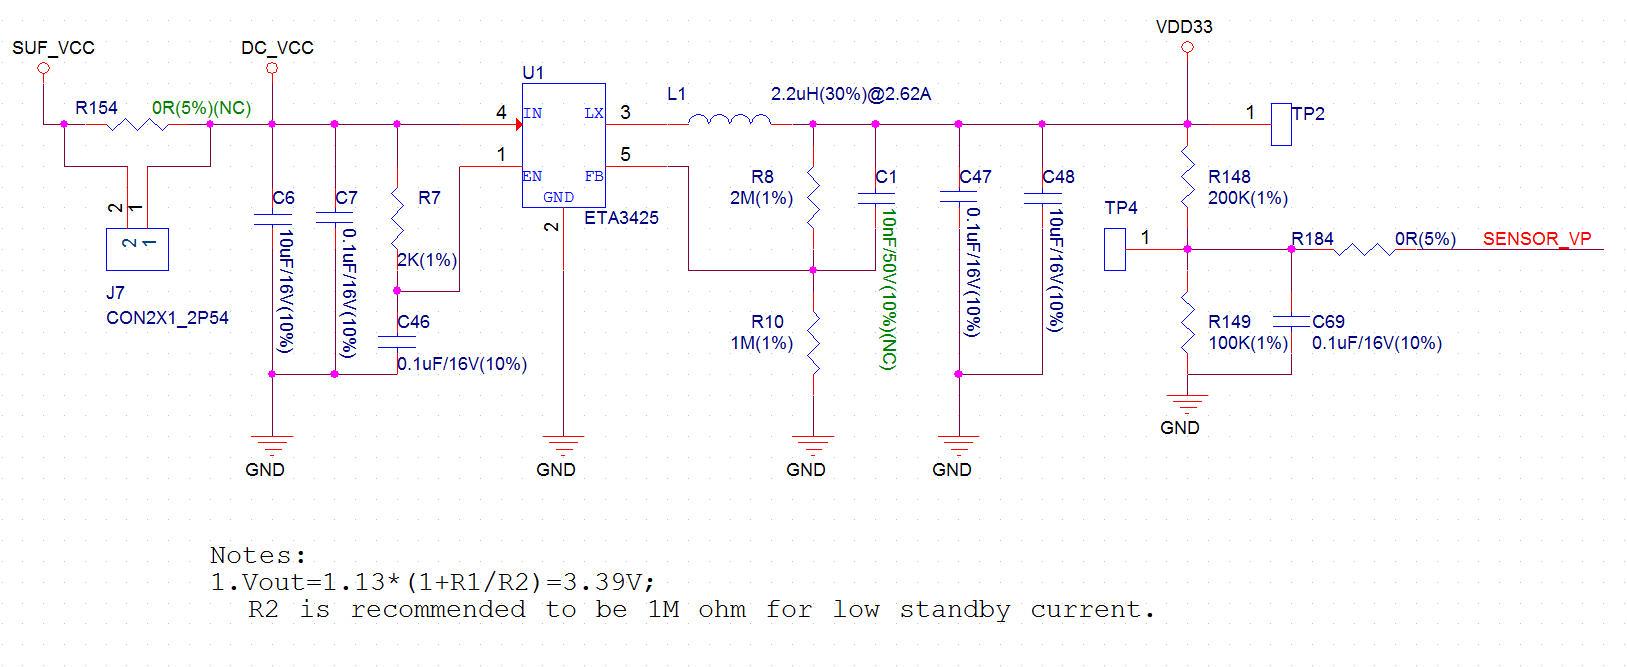 VDD33
SUF_VCC
DC_VCC
U1
R154
0R(5%)(NC)
L1
2.2uH(30%)@2.62A
4
IN
LX
3
1
TP2
1
EN
FB
5
GND
ETA3425
2
R8
2M(1%)
C1
10nF/50V(10%)(NC)
C47
0.1uF/16V(10%)
C48
10uF/16V(10%)
R148
200K(1%)
C6
10uF/16V(10%)
C7
0.1uF/16V(10%)
R7
2K(1%)
2
1
2
1
J7
CON2X1_2P54
C46
0.1uF/16V(10%)
R10
1M(1%)
TP4
1
R184
0R(5%)
SENSOR_VP
R149
100K(1%)
C69
0.1uF/16V(10%)
GND
GND
GND
GND
GND
Notes:
1.Vout=1.13*(1+R1/R2)=3.39V;
R2 is recommended to be 1M ohm for low standby current.